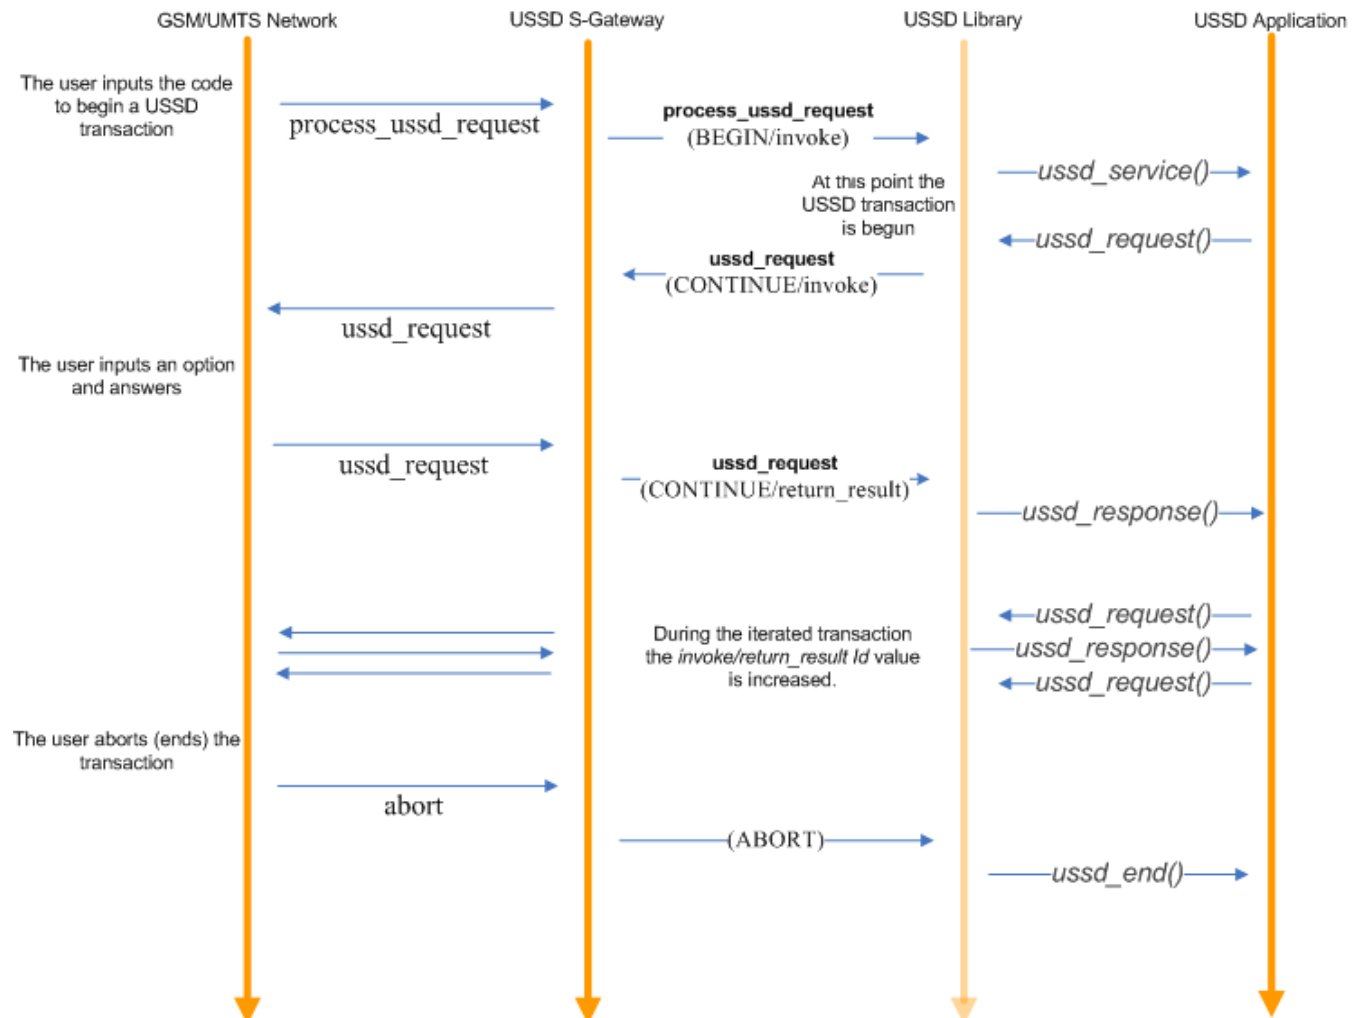 GSM/UMTS Network
USSD S-Gateway
USSD Library
USSD Application
The user inputs the code
to begin a USSD
transaction
process_ussd_request
process_ussd_request
(BEGIN/invoke)
ussd_service()
At this point the
USSD transaction
is begun
ussd_request()
ussd_request
(CONTINUE/invoke)
ussd_request
The user inputs an option
and answers
ussd_request
ussd_request
(CONTINUE/return_result)
ussd_response()
ussd_request()
During the iterated transaction
the invoke/return_result Id value
is increased.
ussd_response()
ussd_request()
The user aborts (ends) the
transaction
abort
(ABORT)
ussd_end()